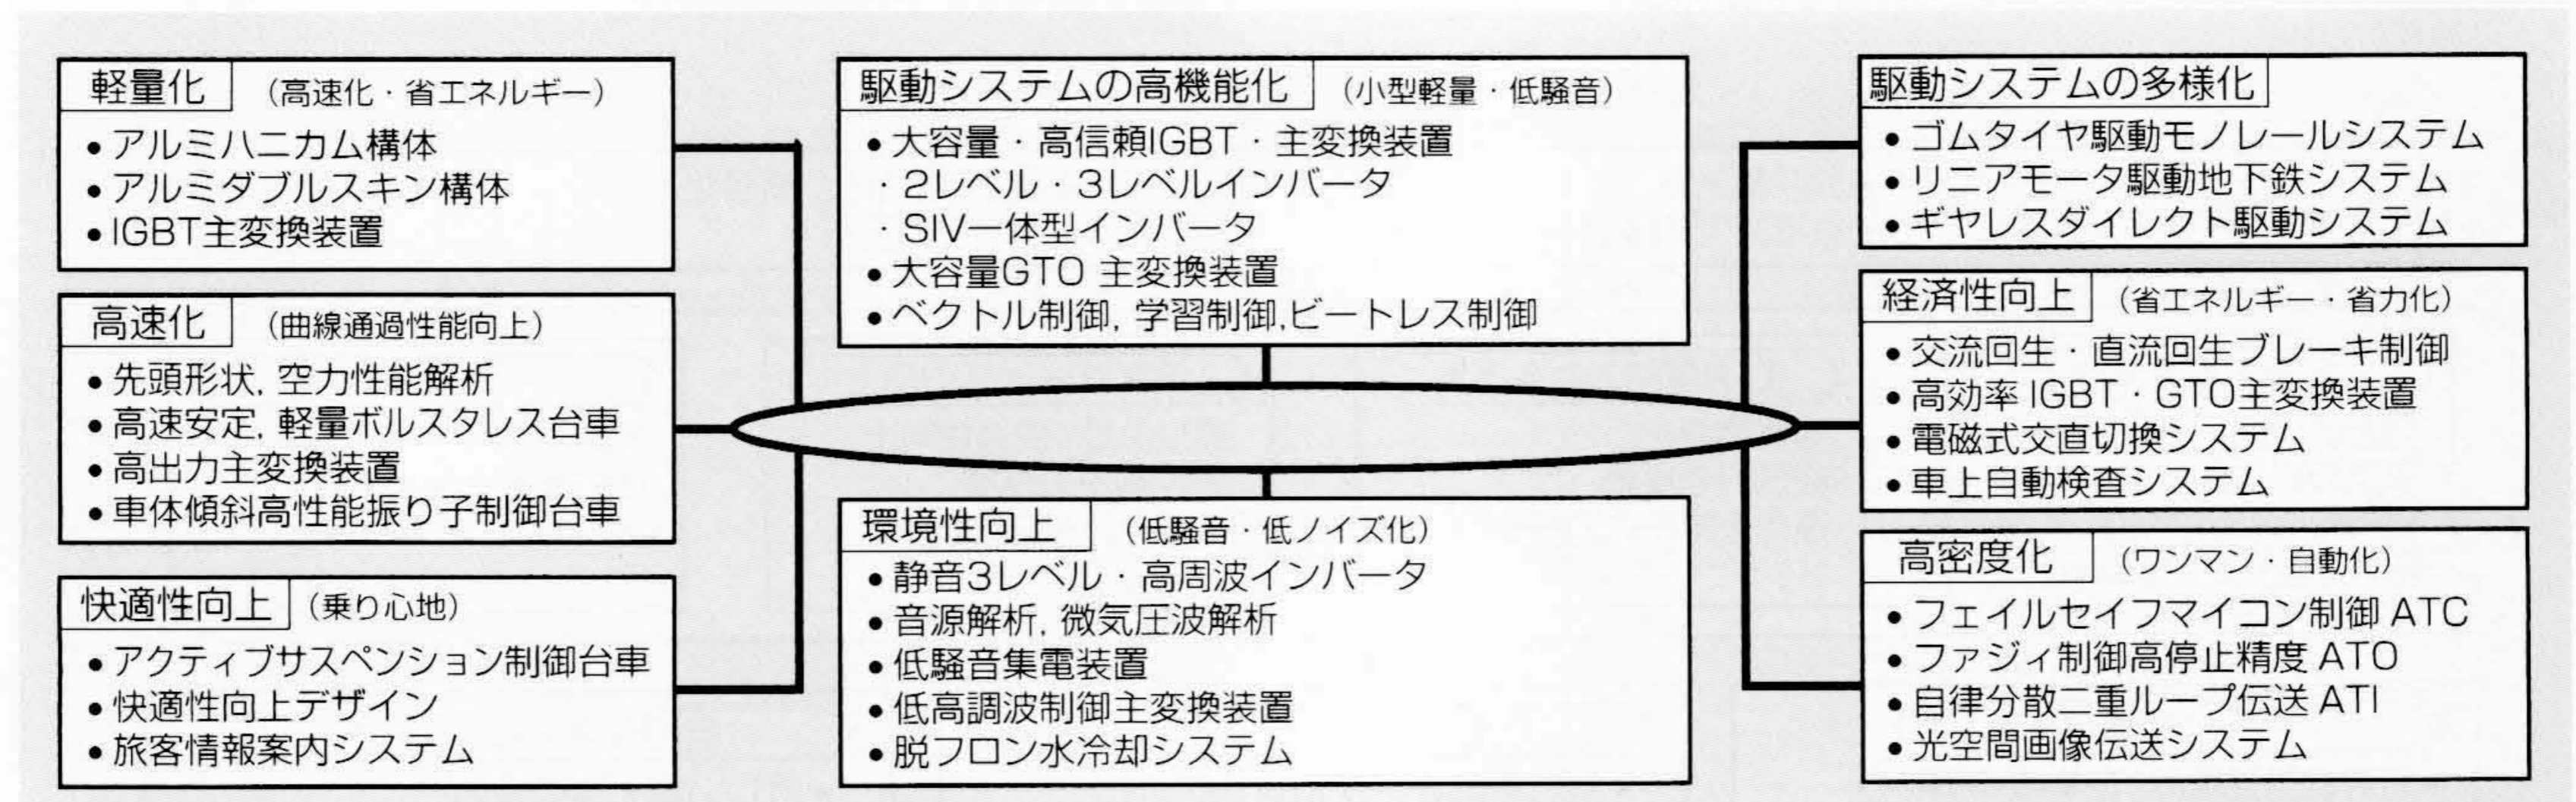 軽量化 (高速化・省エネルギー)
•アルミハニカム構体
•アルミダブルスキン構体
•IGBT主変換装置
高速化 (曲線通過性能向上)
•先頭形状, 空力性能解析
•高速安定, 軽量ボルスタレス台車
•高出力主変換装置
•車体傾斜高性能振り子制御台車
快適性向上 (乗り心地)
•アクティブサスペンション制御台車
•快適性向上デザイン
•旅客情報案内システム
駆動システムの高機能化 (小型軽量・低騒音)
•大容量・高信頼IGBT・主変換装置
・2レベル・3レベルインバータ
・SIV一体型インバータ
•大容量GTO 主変換装置
•ベクトル制御, 学習制御,ビートレス制御
環境性向上 (低騒音・低ノイズ化)
•静音3レベル・高周波インバータ
•音源解析, 微気圧波解析
•低騒音集電装置
•低高調波制御主変換装置
•脱フロン水冷却システム
駆動システムの多様化
•ゴムタイヤ駆動モノレールシステム
•リニアモータ駆動地下鉄システム
•ギヤレスダイレクト駆動システム
経済性向上 (省エネルギー・省力化)
•交流回生・直流回生ブレーキ制御
•高効率 IGBT・GTO主変換装置
•電磁式交直切換システム
•車上自動検査システム
高密度化 (ワンマン・自動化)
•フェイルセイフマイコン制御 ATC
•ファジィ制御高停止精度 ATO
•自律分散二重ループ伝送 ATI
•光空間画像伝送システム